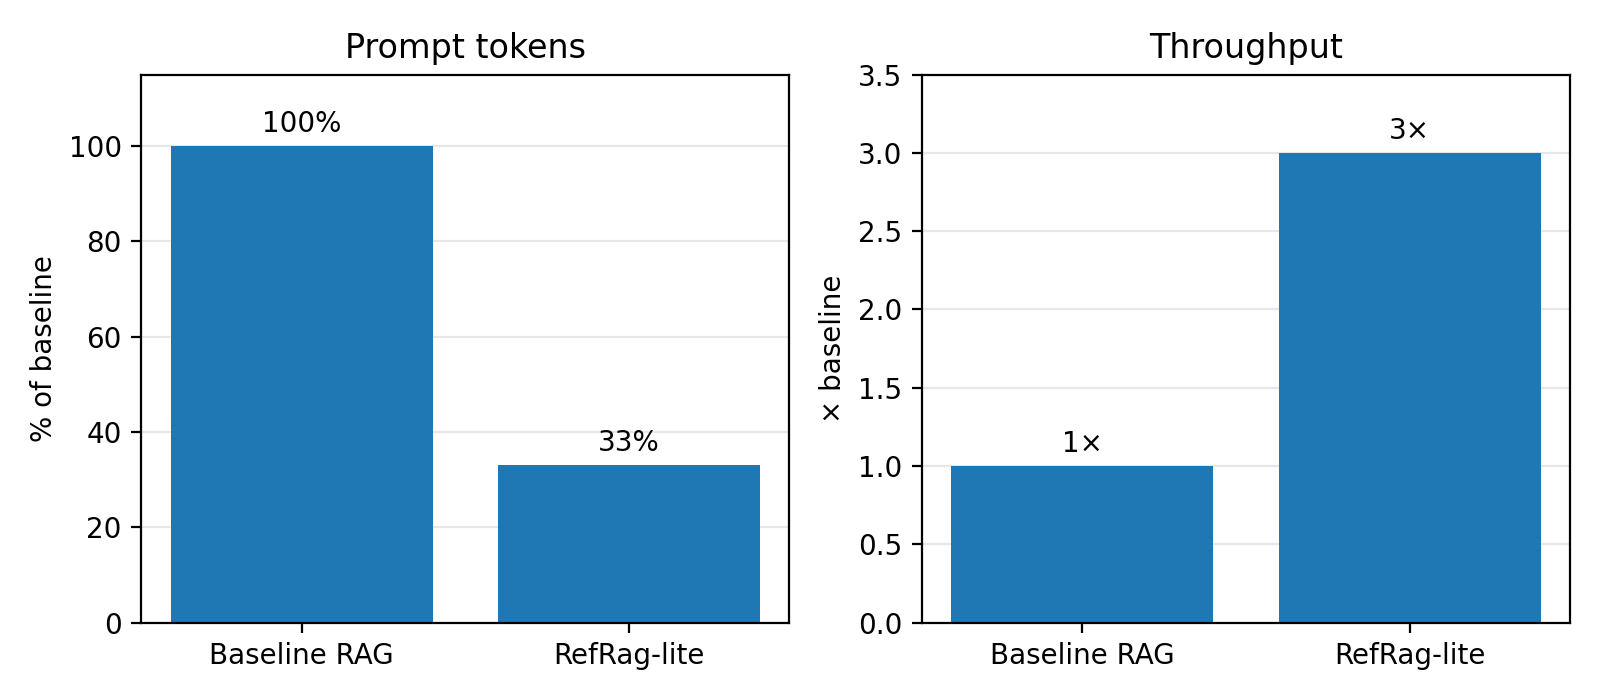 Prompt tokens
% of baseline
100
80
60
40
20
0
100%
33%
Baseline RAG
RefRag-lite
Throughput
× baseline
3.5
3.0
2.5
2.0
1.5
1.0
0.5
0.0
1×
3×
Baseline RAG
RefRag-lite